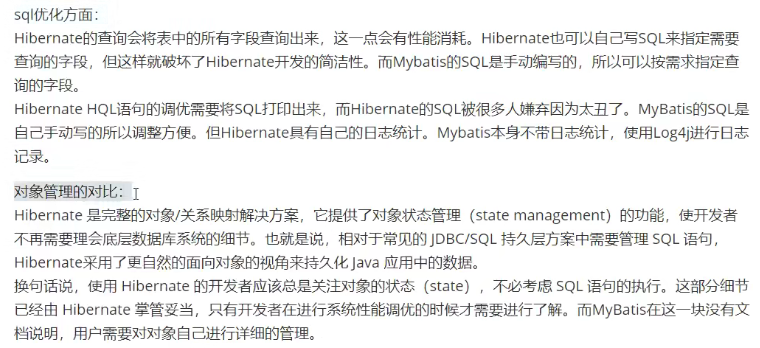 sql优化方面：
Hibernate的查询会将表中的所有字段查询出来，这一点会有性能消耗。Hibernate也可以自己写SQL来指定需要
查询的字段，但这样就破坏了Hibernate开发的简洁性。而Mybatis的SQL是手动编写的，所以可以按需求指定查
询的字段。
Hibernate HQL语句的调优需要将SQL打印出来，而Hibernate的SQL被很多人嫌弃因为太丑了。MyBatis的SQL是
自己手动写的所以调整方便。但Hibernate具有自己的日志统计。Mybatis本身不带日志统计，使用Log4j进行日志
记录。
对象管理的对比：
Hibernate 是完整的对象/关系映射解决方案，它提供了对象状态管理（state management）的功能，使开发者
不再需要理会底层数据库系统的细节。也就是说，相对于常见的 JDBC/SQL 持久层方案中需要管理 SQL 语句，
Hibernate采用了更自然的面向对象的视角来持久化 Java 应用中的数据。
换句话说，使用 Hibernate 的开发者应该总是关注对象的状态（state），不必考虑 SQL 语句的执行。这部分细节
已经由 Hibernate 掌管妥当，只有开发者在进行系统性能调优的时候才需要进行了解。而MyBatis在这一块没有文
档说明，用户需要对对象自己进行详细的管理。